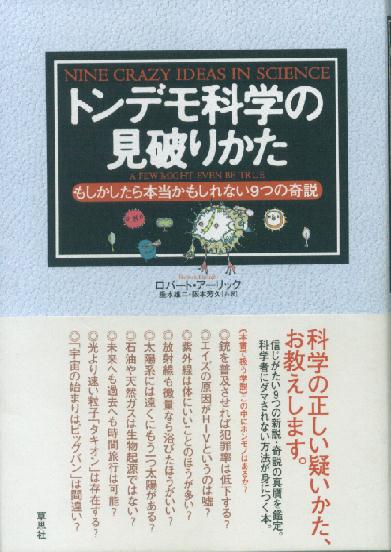 NINE CRAZY IDEAS IN SCIENCE
トンデモ科学の
見破りかた
A FEW MIGHT EVEN BE TRUE
もしかしたら本当かもしれない9つの奇説
ロバート・アーリック
垂水雄二・阪本芳久[共訳]
科学の正しい疑いかた、
お教えします。
信じがたい9つの新説・奇説の真贋を鑑定。
科学者にダマされない方法が身につく本。
【本書で扱う学説】この中にホンモノはあるか?
◎銃を普及させれば犯罪率は低下する?
◎エイズの原因がHIVというのは嘘?
◎紫外線は体にいいことのほうが多い?
◎放射線も微量なら浴びたほうがいい?
◎太陽系には遠くにもう一つ太陽がある?
◎石油や天然ガスは生物起源ではない?
◎未来へも過去へも時間旅行は可能?
◎光より速い粒子「タキオン」は存在する?
◎「宇宙の始まりはビッグバン」は間違い?
草思社